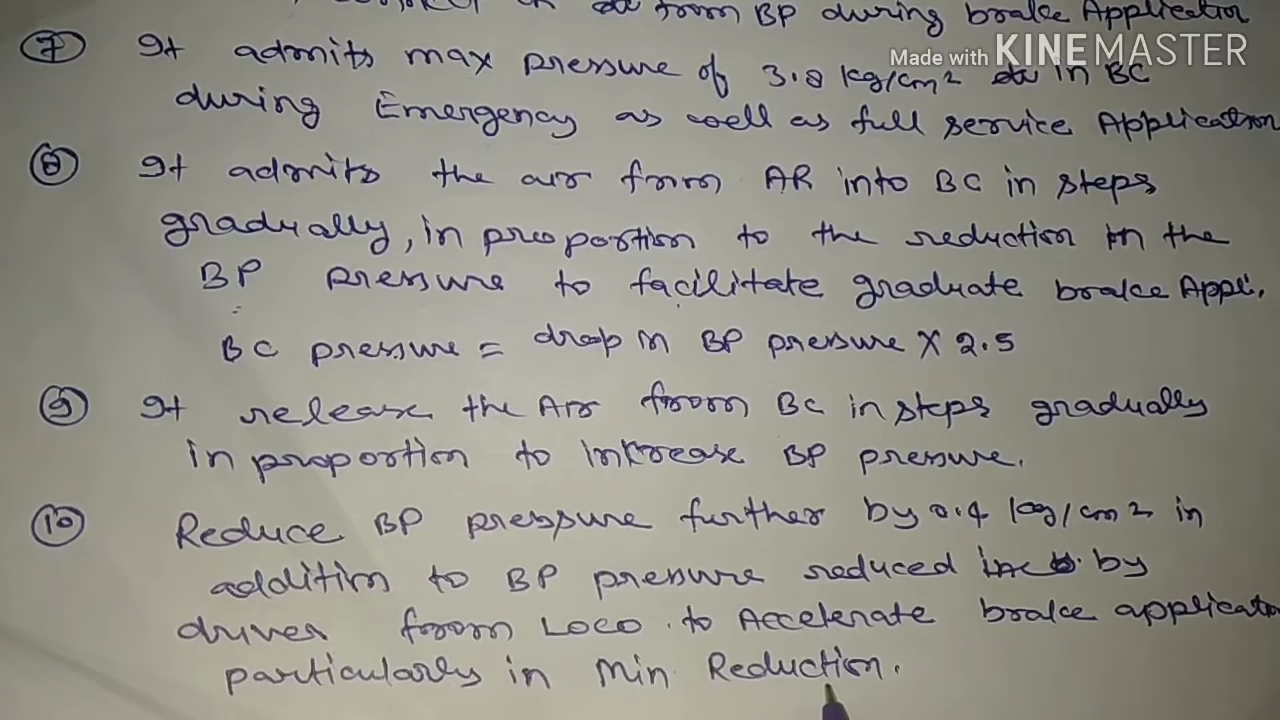 from BP during brake Application
Made with KINEMASTER
7 It admits max pressure of 3.8 kg/cm2 in BC
during Emergency as well as full service Application
8 It admits the air from AR into BC in steps
gradually, in proportion to the reduction in the
BP pressure to facilitate graduate brake Appli.
BC pressure = drop in BP pressure x 2.5
9 It release the Air from BC in steps gradually
in proportion to increase BP pressure.
10 Reduce BP pressure further by 0.4 kg/cm2 in
addition to BP pressure reduced by
driver from Loco to Accelerate brake applicatio
particularly in Min Reduction.